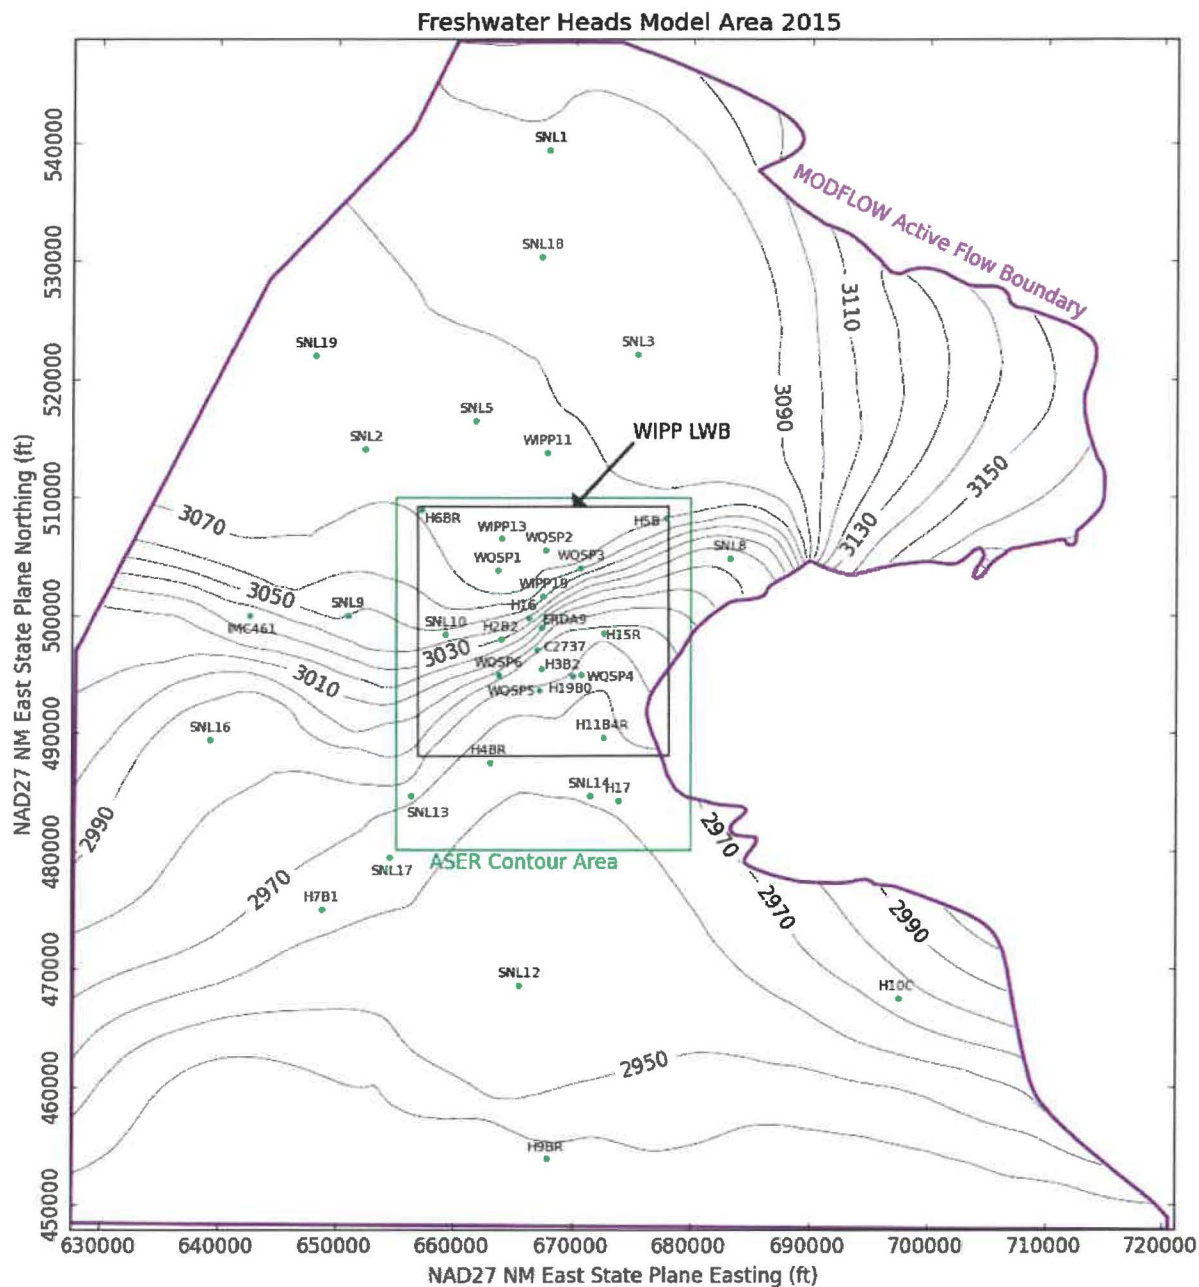 Freshwater Heads Model Area 2015
SNL1
MODFLOW Active Flow Boundary
SNL18
3110
SNL19
SNL3
3090
SNL5
SNL2
WIPP11
WIPP LWB
3150
3070
H6BR
WIPP13
WQSP2
H5B
3130
WQSP1
WQSP3
SNL8
3050
SNL9
WIPP19
IMC461
SNL10
H16
ERDA9
H2B2
H15R
3030
C2737
3010
WQSP6
H3B2
WQSP4
WQSP5
H19B0
SNL16
H11B4R
H4BR
SNL14
H17
SNL13
2990
2970
ASER Contour Area
SNL17
2970
H7B1
2970
2990
SNL12
H10C
2950
H9BR
540000
530000
520000
510000
500000
490000
480000
470000
460000
450000
NAD27 NM East State Plane Northing (ft)
630000 640000 650000 660000 670000 680000 690000 700000 710000 720000
NAD27 NM East State Plane Easting (ft)